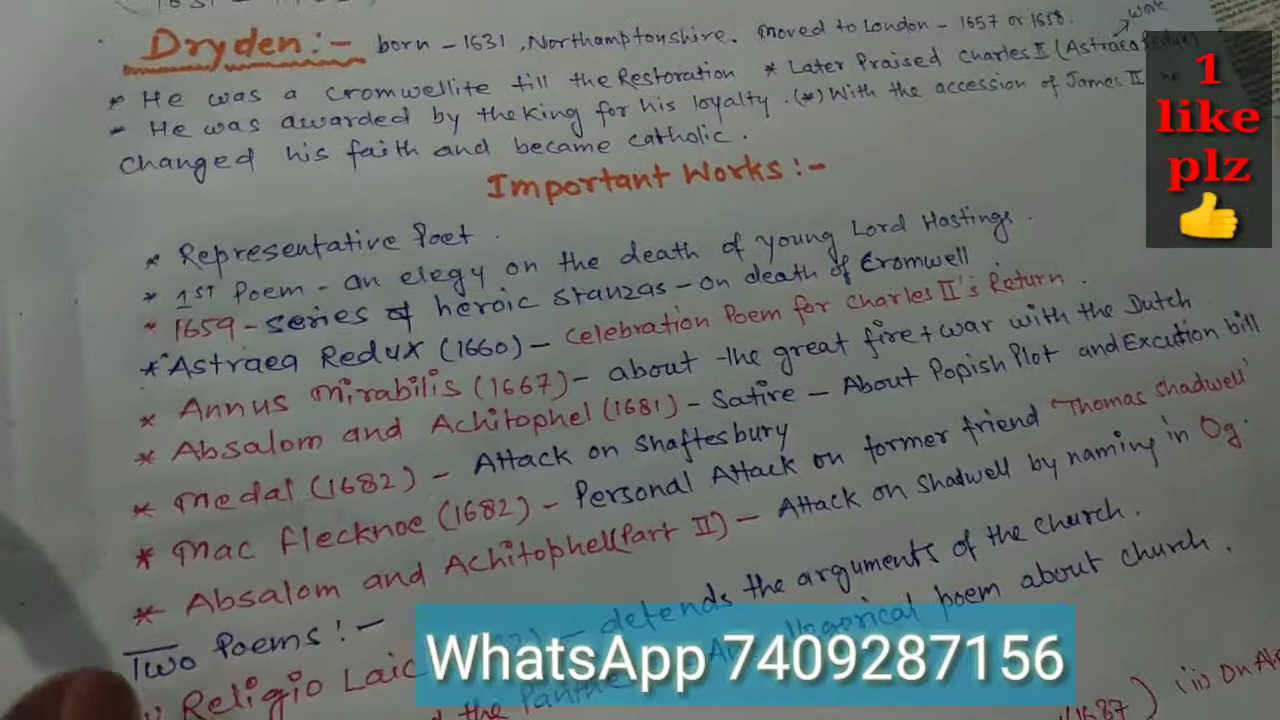 Dryden:- born - 1631, Northamptonshire. Moved to London - 1657 or 1658.
work
* He was a cromwellite till the Restoration * Later Praised Charles II (Astraea Redux)
* He was awarded by the King for his loyalty. (*) With the accession of James II he
changed his faith and became catholic.
Important Works:-
* Representative Poet.
* 1ST Poem - an elegy on the death of young Lord Hastings.
* 1659 - series of heroic stanzas - on death of Cromwell
* Astraea Redux (1660) - Celebration Poem for Charles II's Return.
* Annus Mirabilis (1667) - about the great fire + war with the Dutch
* Absalom and Achitophel (1681) - Satire - About Popish Plot and Excution bill
* Medal (1682) - Attack on Shaftesbury
* Mac Flecknoe (1682) - Personal Attack on former friend 'Thomas Shadwell'
* Absalom and Achitophel (Part II) - Attack on Shadwell by naming in Og.
Two Poems:-
Religio Laic - defends the arguments of the church.
the Panthe poem about church.
(1687) (ii) On
1
like
plz
WhatsApp 7409287156